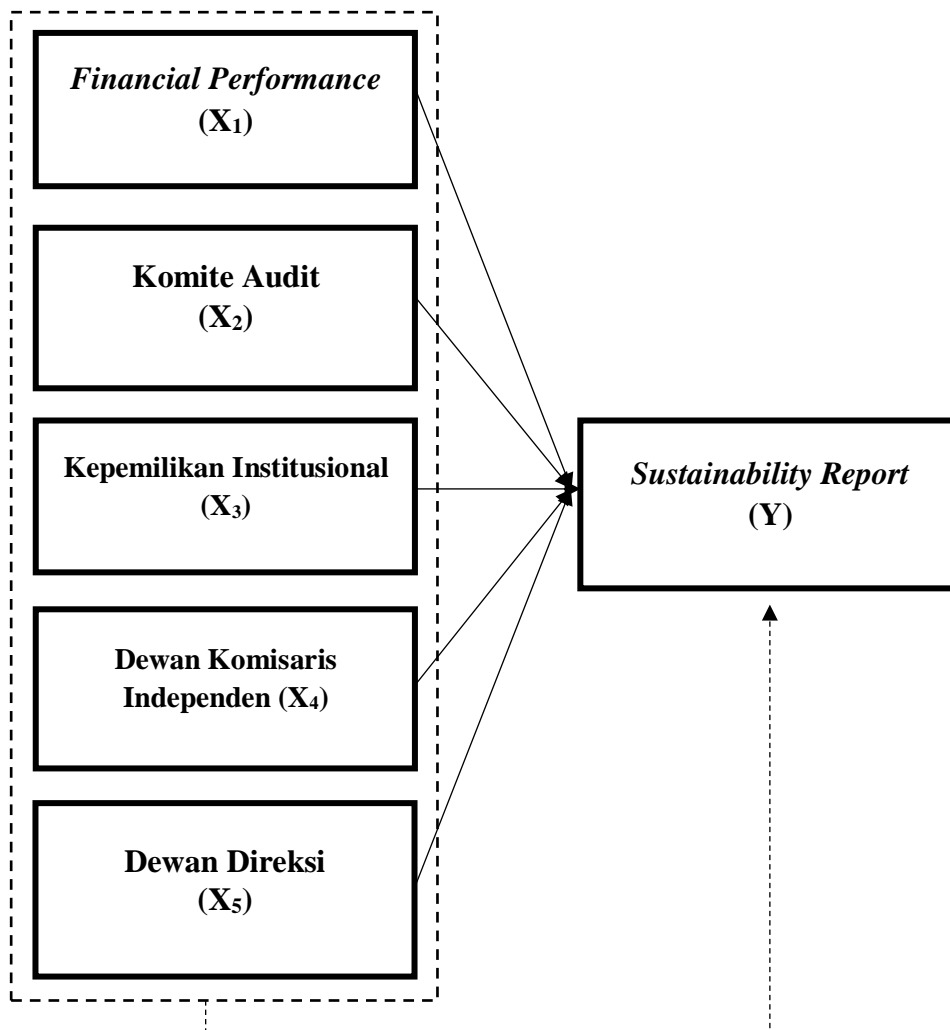 Financial Performance
(X₁)
Komite Audit
(X₂)
Kepemilikan Institusional
(X₃)
Dewan Komisaris
Independen (X₄)
Dewan Direksi
(X₅)
Sustainability Report
(Y)